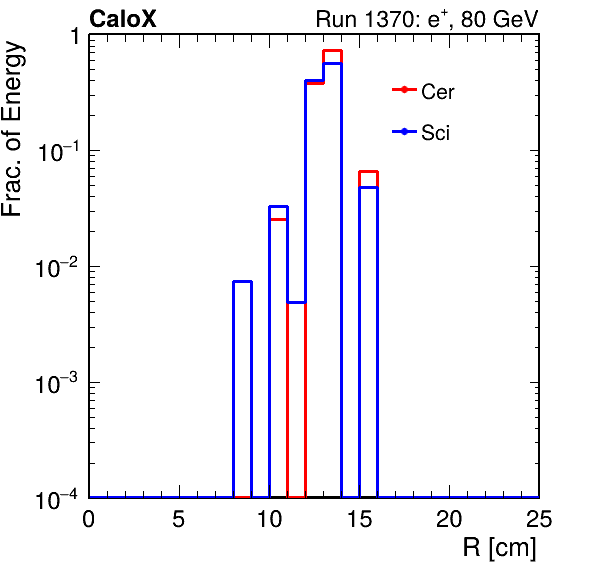 CaloX Run 1370: e⁺, 80 GeV
Frac. of Energy
1
10⁻¹
10⁻²
10⁻³
10⁻⁴
Cer
Sci
0 5 10 15 20 25
R [cm]